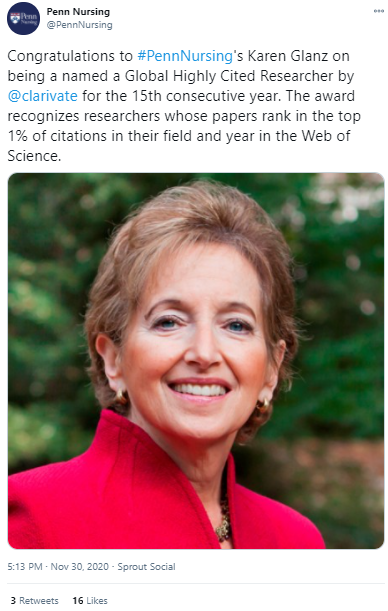 Penn Nursing
@PennNursing
Congratulations to #PennNursing's Karen Glanz on
being a named a Global Highly Cited Researcher by
@clarivate for the 15th consecutive year. The award
recognizes researchers whose papers rank in the top
1% of citations in their field and year in the Web of
Science.
5:13 PM · Nov 30, 2020 · Sprout Social
3 Retweets 16 Likes